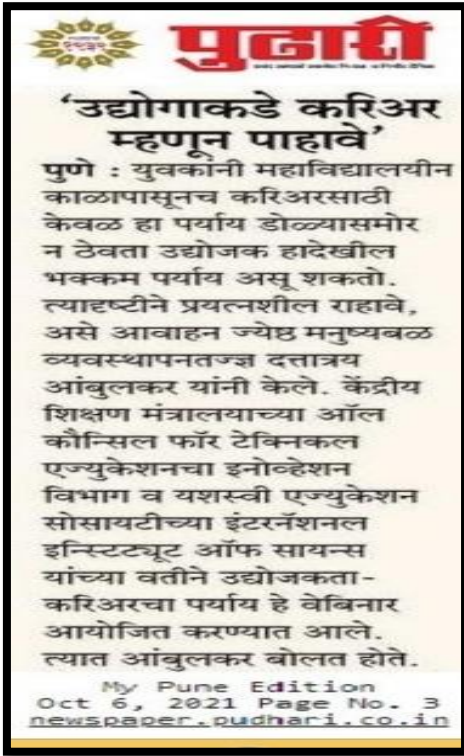 पुढारी
‘उद्योगाकडे करिअर
म्हणून पाहावे’
पुणे : युवकांनी महाविद्यालयीन
काळापासूनच करिअरसाठी
केवळ हा पर्याय डोळ्यासमोर
न ठेवता उद्योजक हादेखील
भक्कम पर्याय असू शकतो.
त्यादृष्टीने प्रयत्नशील राहावे,
असे आवाहन ज्येष्ठ मनुष्यबळ
व्यवस्थापनतज्ज्ञ दत्तात्रय
आंबुलकर यांनी केले. केंद्रीय
शिक्षण मंत्रालयाच्या ऑल
कौन्सिल फॉर टेक्निकल
एज्युकेशनचा इनोव्हेशन
विभाग व यशस्वी एज्युकेशन
सोसायटीच्या इंटरनॅशनल
इन्स्टिट्यूट ऑफ सायन्स
यांच्या वतीने उद्योजकता-
करिअरचा पर्याय हे वेबिनार
आयोजित करण्यात आले.
त्यात आंबुलकर बोलत होते.
My Pune Edition
Oct 6, 2021 Page No. 3
newspaper.pudhari.co.in